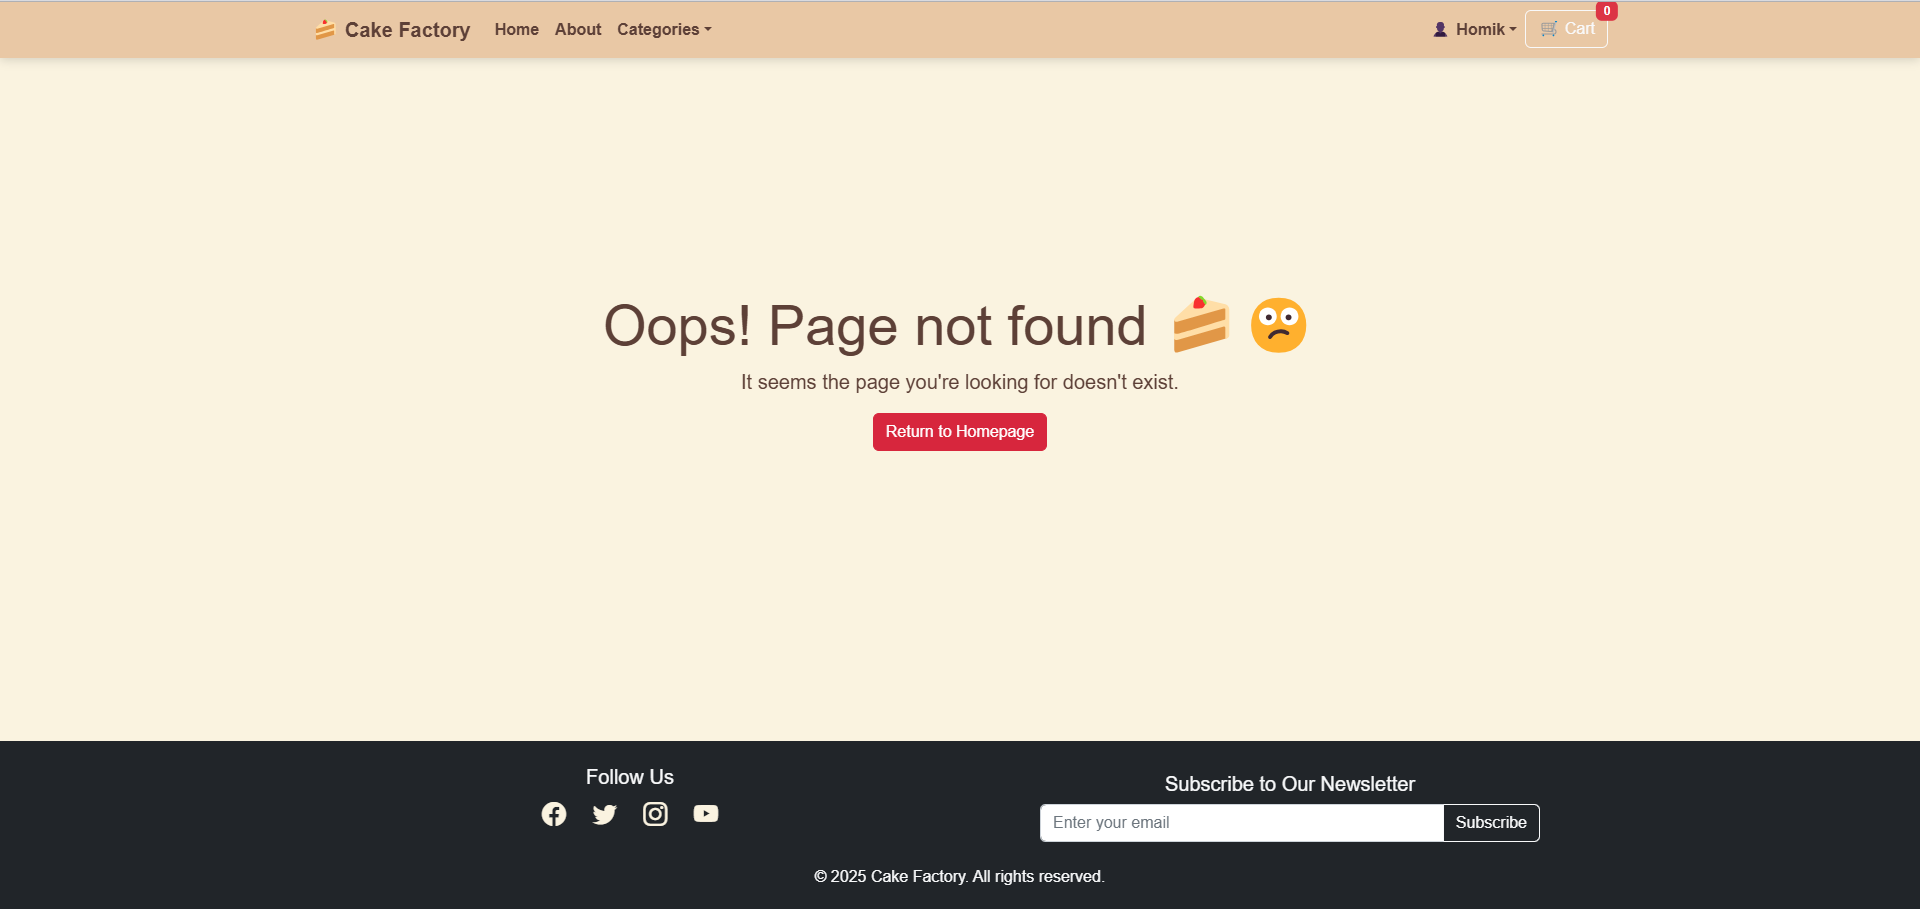 Cake Factory Home About Categories Homik Cart 0
Oops! Page not found
It seems the page you're looking for doesn't exist.
Return to Homepage
Follow Us
Subscribe to Our Newsletter
Enter your email Subscribe
© 2025 Cake Factory. All rights reserved.